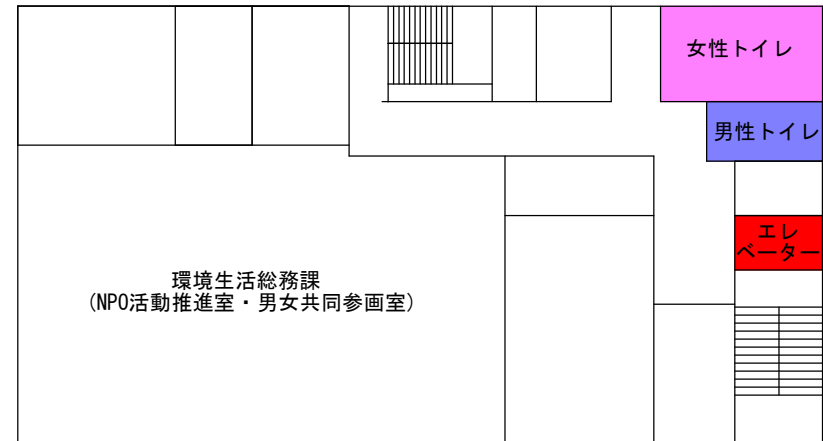 女性トイレ
男性トイレ
エレ
ベーター
環境生活総務課
(NPO活動推進室・男女共同参画室)